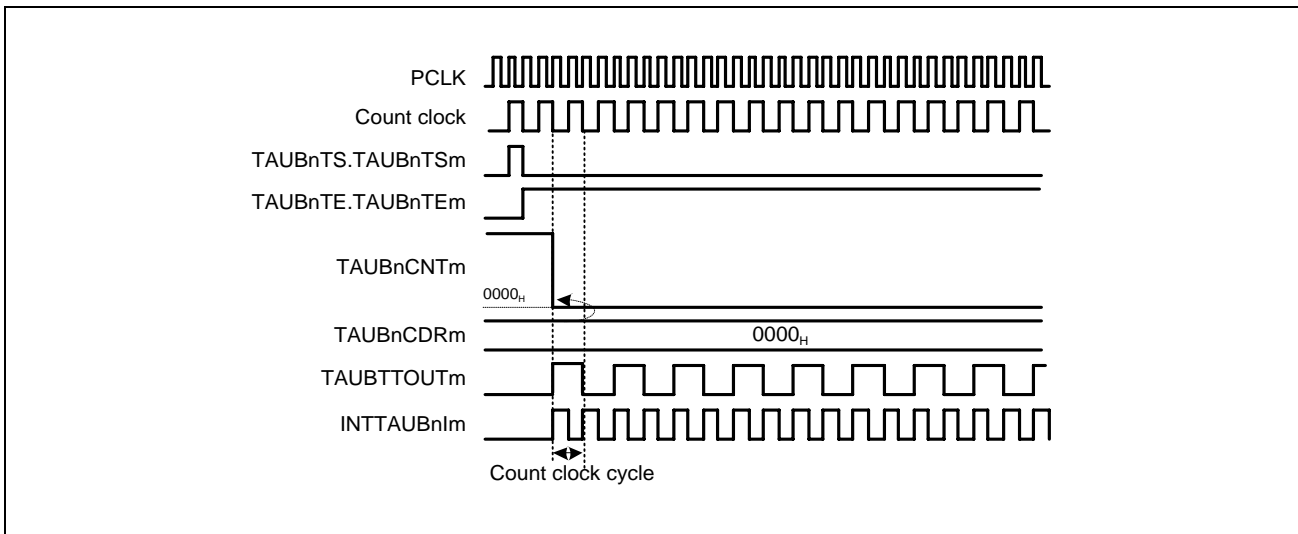 PCLK
Count clock
TAUBnTS.TAUBnTSm
TAUBnTE.TAUBnTEm
TAUBnCNTm
0000H
TAUBnCDRm
0000H
TAUBTTOUTm
INTTAUBnIm
Count clock cycle